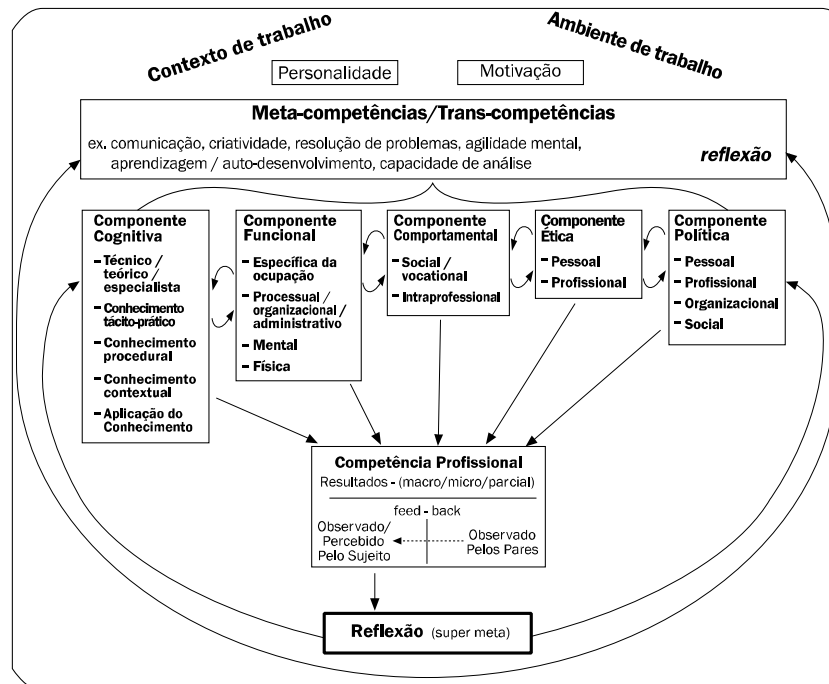 Contexto de trabalho
Ambiente de trabalho
Personalidade
Motivação
Meta-competências/Trans-competências
ex. comunicação, criatividade, resolução de problemas, agilidade mental,
aprendizagem / auto-desenvolvimento, capacidade de análise
reflexão
Componente
Cognitiva
– Técnico /
teórico /
especialista
– Conhecimento
tácito-prático
– Conhecimento
procedural
– Conhecimento
contextual
– Aplicação do
Conhecimento
Componente
Funcional
– Específica da
ocupação
– Processual /
organizacional /
administrativo
– Mental
– Física
Componente
Comportamental
– Social /
vocational
– Intraprofessional
Componente
Ética
– Pessoal
– Profissional
Componente
Política
– Pessoal
– Profissional
– Organizacional
– Social
Competência Profissional
Resultados - (macro/micro/parcial)
feed - back
Observado/
Percebido
Pelo Sujeito
Observado
Pelos Pares
Reflexão (super meta)